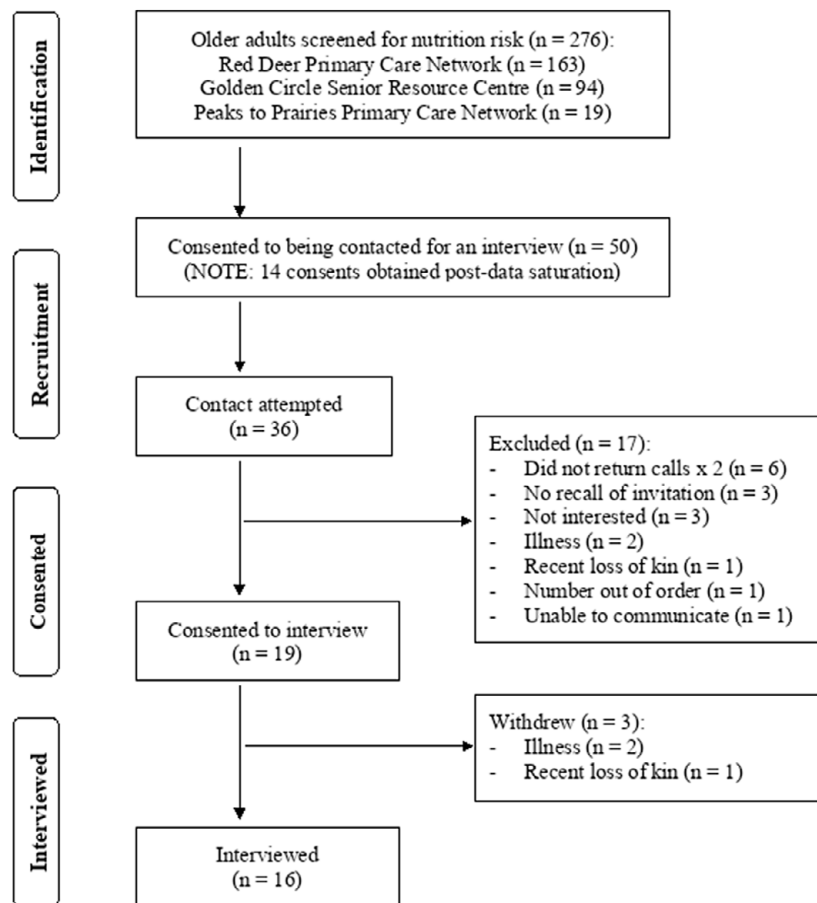 Identification
Older adults screened for nutrition risk (n = 276):
Red Deer Primary Care Network (n = 163)
Golden Circle Senior Resource Centre (n = 94)
Peaks to Prairies Primary Care Network (n = 19)
Recruitment
Consented to being contacted for an interview (n = 50)
(NOTE: 14 consents obtained post-data saturation)
Contact attempted
(n = 36)
Excluded (n = 17):
- Did not return calls x 2 (n = 6)
- No recall of invitation (n = 3)
- Not interested (n = 3)
- Illness (n = 2)
- Recent loss of kin (n = 1)
- Number out of order (n = 1)
- Unable to communicate (n = 1)
Consented
Consented to interview
(n = 19)
Withdrew (n = 3):
- Illness (n = 2)
- Recent loss of kin (n = 1)
Interviewed
Interviewed
(n = 16)